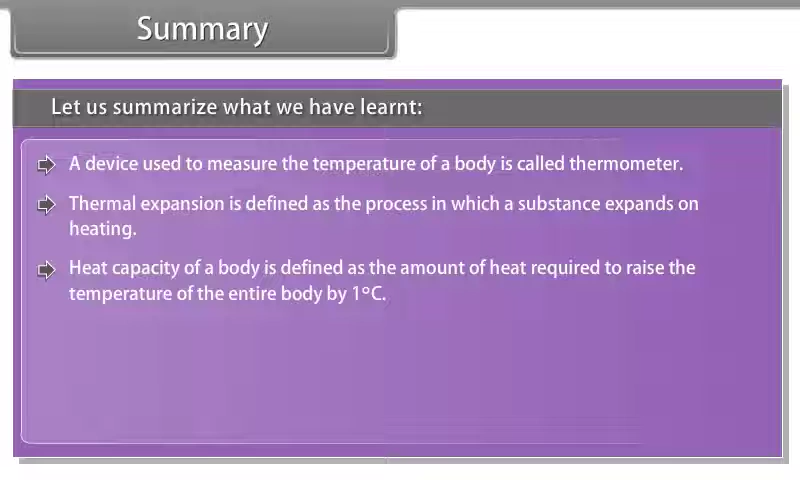 Summary
Let us summarize what we have learnt:
A device used to measure the temperature of a body is called thermometer.
Thermal expansion is defined as the process in which a substance expands on
heating.
Heat capacity of a body is defined as the amount of heat required to raise the
temperature of the entire body by 1°C.